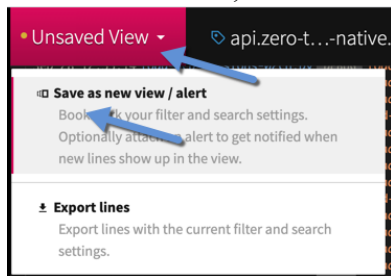 Unsaved View
api.zero-t...-native.
Save as new view / alert
your filter and search settings.
Optionally an alert to get notified when
new lines show up in the view.
Export lines
Export lines with the current filter and search
settings.